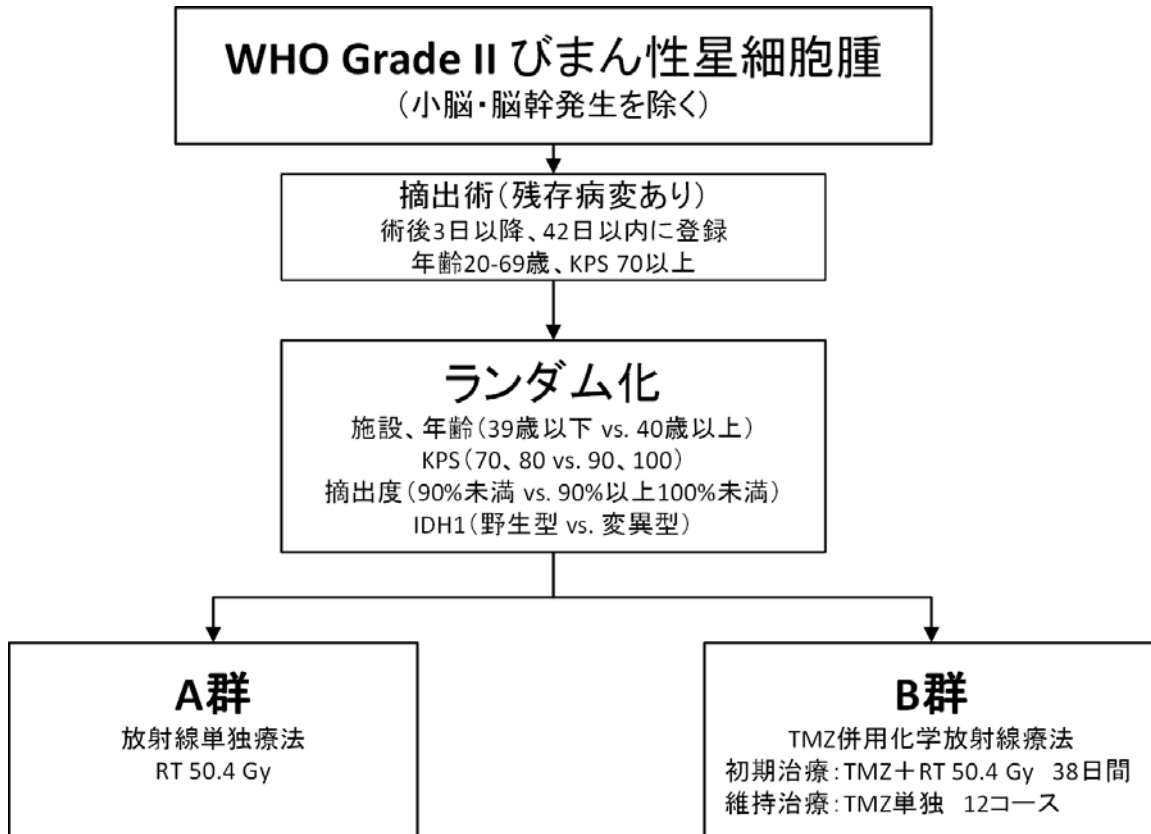 WHO Grade II びまん性星細胞腫
（小脳・脳幹発生を除く）
摘出術（残存病変あり）
術後3日以降、42日以内に登録
年齢20-69歳、KPS 70以上
ランダム化
施設、年齢（39歳以下 vs. 40歳以上）
KPS（70、80 vs. 90、100）
摘出度（90%未満 vs. 90%以上100%未満）
IDH1（野生型 vs. 変異型）
A群
放射線単独療法
RT 50.4 Gy
B群
TMZ併用化学放射線療法
初期治療：TMZ＋RT 50.4 Gy 38日間
維持治療：TMZ単独 12コース